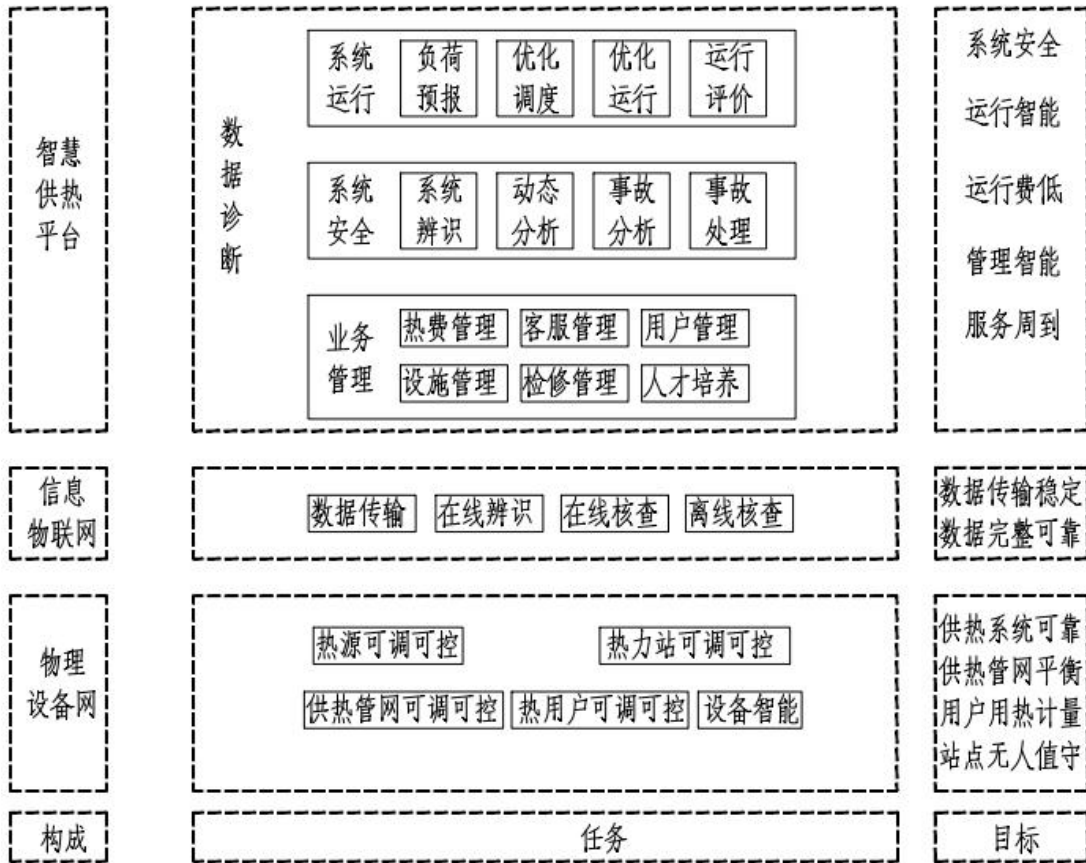 智慧
供热
平台
数
据
诊
断
系统
运行
负荷
预报
优化
调度
优化
运行
运行
评价
系统
安全
系统
辨识
动态
分析
事故
分析
事故
处理
业务
管理
热费管理
客服管理
用户管理
设施管理
检修管理
人才培养
系统安全
运行智能
运行费低
管理智能
服务周到
信息
物联网
数据传输
在线辨识
在线核查
离线核查
数据传输稳定
数据完整可靠
物理
设备网
热源可调可控
热力站可调可控
供热管网可调可控
热用户可调可控
设备智能
供热系统可靠
供热管网平衡
用户用热计量
站点无人值守
构成
任务
目标